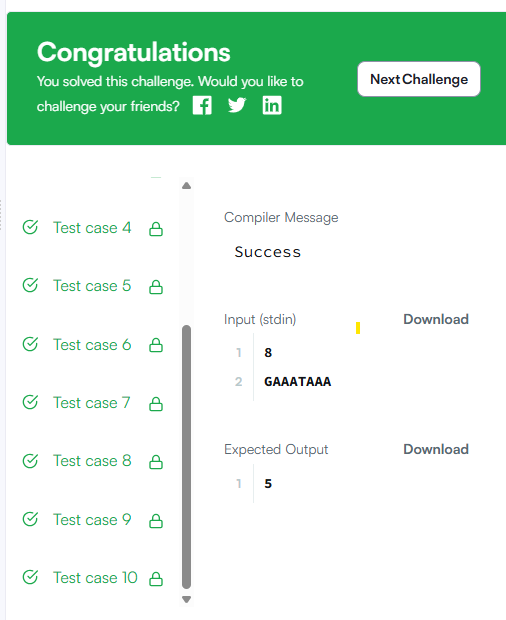 Congratulations
You solved this challenge. Would you like to
challenge your friends?
Next Challenge
Test case 4
Test case 5
Test case 6
Test case 7
Test case 8
Test case 9
Test case 10
Compiler Message
Success
Input (stdin)
Download
1 8
2 GAAATAAA
Expected Output
Download
1 5